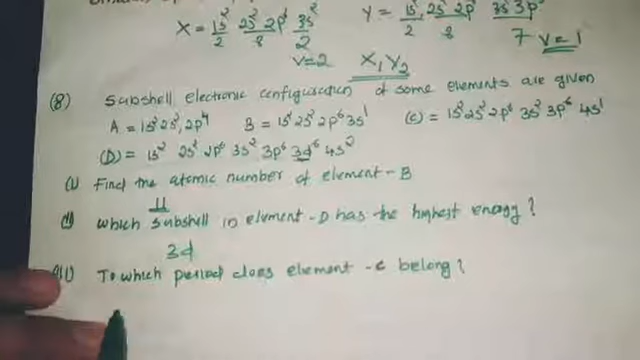 X = 1s² 2s² 2p⁶ 3s² Y = 1s², 2s² 2p⁶ 3s² 3p⁵
2 8 2 2 8 7 V=1
V=2 X₁Y₂
(8) Subshell electronic configuration of some elements are given
A = 1s² 2s², 2p⁴ B = 1s² 2s² 2p⁶ 3s¹ (C) = 1s² 2s² 2p⁶ 3s² 3p⁶ 4s¹
(D) = 1s² 2s² 2p⁶ 3s² 3p⁶ 3d⁶ 4s²
(i) Find the atomic number of element - B
11
(ii) which subshell in element - D has the highest energy?
3d
(iii) To which period does element - c belong?